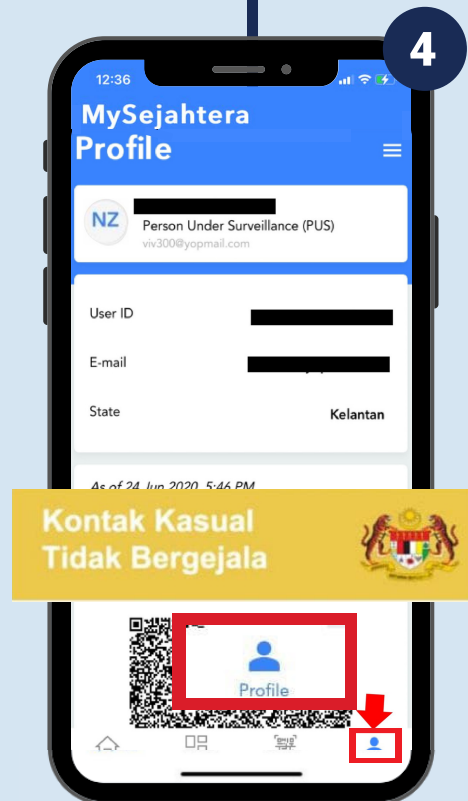 4
12:36
MySejahtera
Profile
NZ
Person Under Surveillance (PUS)
viv300@yopmail.com
User ID
E-mail
State
Kelantan
As of 24 Jun 2020, 5:46 PM
Kontak Kasual
Tidak Bergejala
Profile